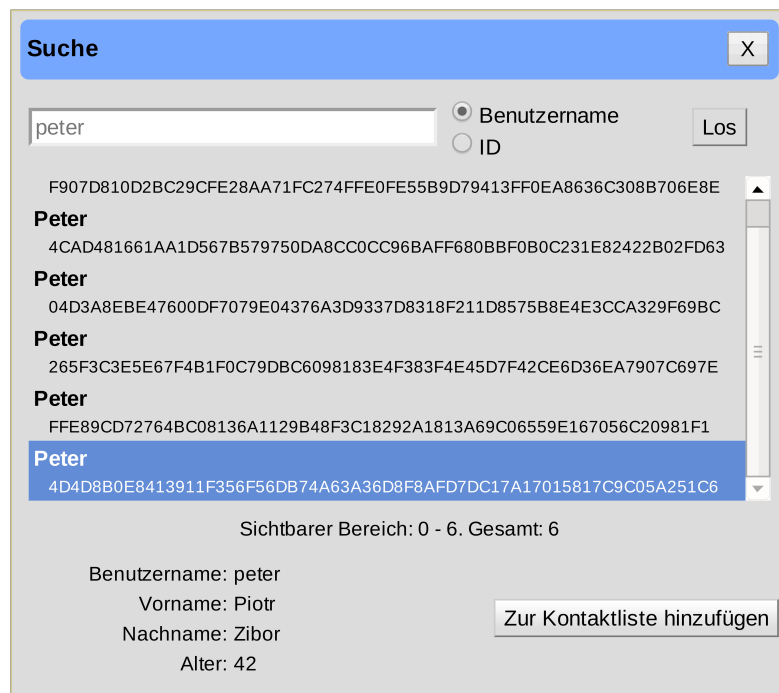 Suche
X
peter
Benutzername
ID
Los
F907D810D2BC29CFE28AA71FC274FFE0FE55B9D79413FF0EA8636C308B706E8E
Peter
4CAD481661AA1D567B579750DA8CC0CC96BAFF680BBF0B0C231E82422B02FD63
Peter
04D3A8EBE47600DF7079E04376A3D9337D8318F211D8575B8E4E3CCA329F69BC
Peter
265F3C3E5E67F4B1F0C79DBC6098183E4F383F4E45D7F42CE6D36EA7907C697E
Peter
FFE89CD72764BC08136A1129B48F3C18292A1813A69C06559E167056C20981F1
Peter
4D4D8B0E8413911F356F56DB74A63A36D8F8AFD7DC17A17015817C9C05A251C6
Sichtbarer Bereich: 0 - 6. Gesamt: 6
Benutzername: peter
Vorname: Piotr
Nachname: Zibor
Alter: 42
Zur Kontaktliste hinzufügen